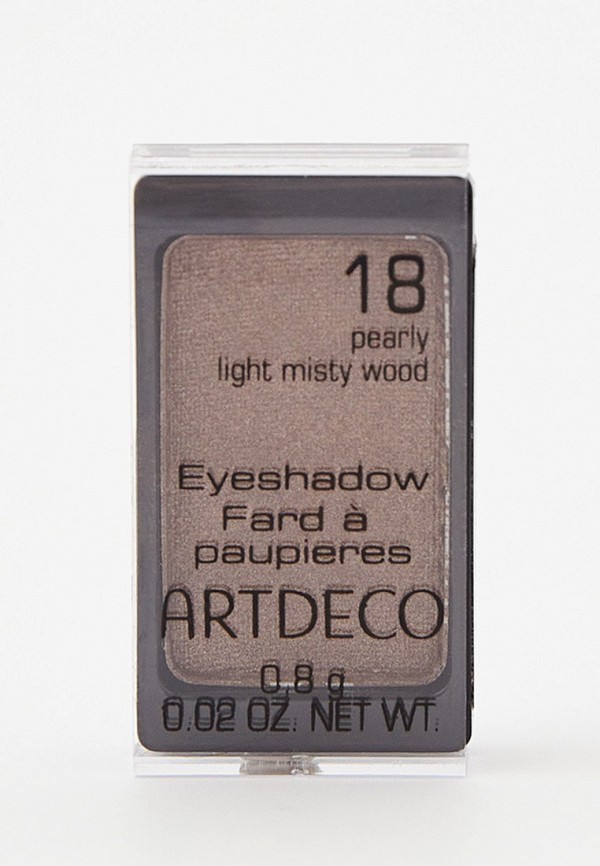 18
pearly
light misty wood
Eyeshadow
Fard à
paupieres
ARTDECO
0,8 g
0.02 OZ. NET WT.